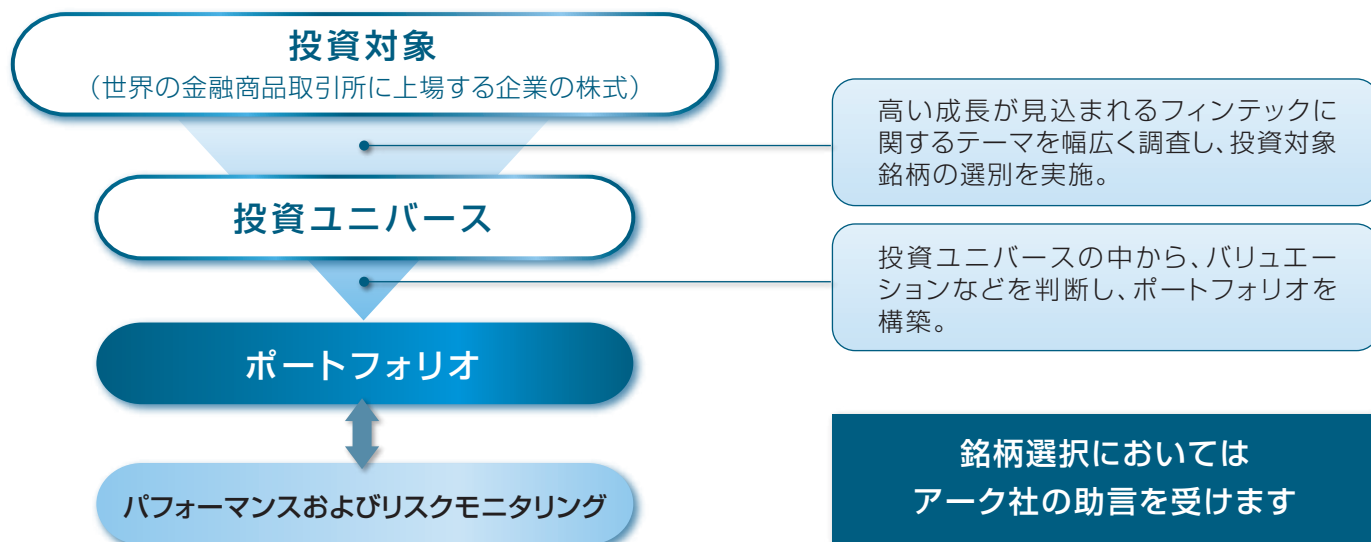 投資対象
（世界の金融商品取引所に上場する企業の株式）
高い成長が見込まれるフィンテックに
関するテーマを幅広く調査し、投資対象
銘柄の選別を実施。
投資ユニバース
投資ユニバースの中から、バリュエー
ションなどを判断し、ポートフォリオを
構築。
ポートフォリオ
パフォーマンスおよびリスクモニタリング
銘柄選択においては
アーク社の助言を受けます